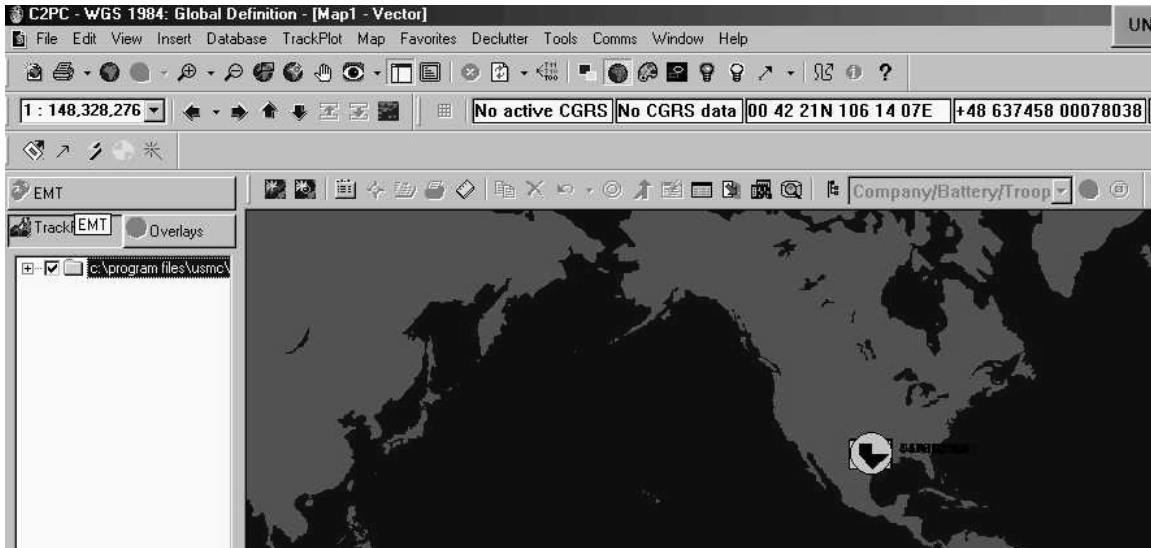 C2PC - WGS 1984: Global Definition - [Map1 - Vector]
UN
File Edit View Insert Database TrackPlot Map Favorites Declutter Tools Comms Window Help
1 : 148,328,276 No active CGRS No CGRS data 00 42 21N 106 14 07E +48 637458 00078038
EMT Company/Battery/Troop
EMT Overlays
c:\program files\usmc\